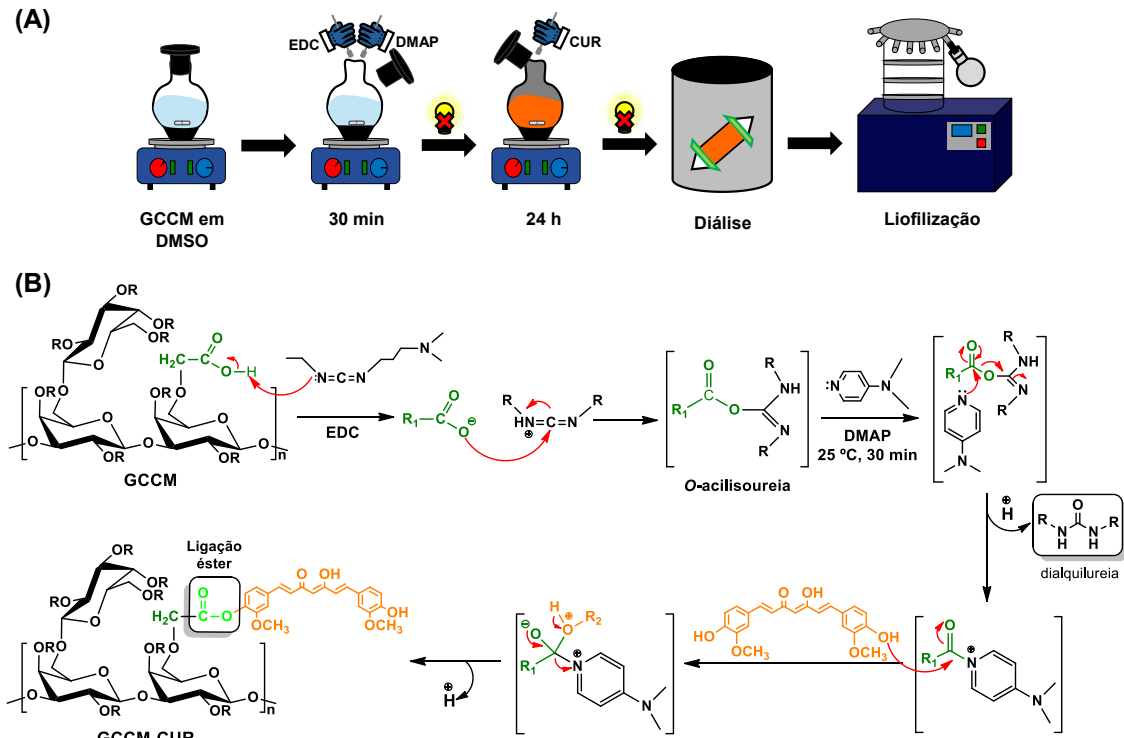 (A)
EDC
DMAP
CUR
GCCM em
DMSO
30 min
24 h
Diálise
Liofilização
(B)
OR
OR
RO
OR
RO
O
O
H₂C
C
O
O
H
N
C
N
N
OR
O
O
O
O
O
OR
OR
O
O
n
GCCM
EDC
R₁
O
O
⊖
R
HN
⊕
C
N
R
O
R₁
O
NH
R
N
R
O-acilisoureia
N
N
DMAP
25 ºC, 30 min
O
R
NH
R₁
O
N
R
N
N
⊕
H
O
R
N
H
N
H
R
dialquilureia
O
R₁
N
⊕
N
O
OH
HO
OCH₃
OH
OCH₃
H
⊕
O
R₂
⊖
O
R₁
N
⊕
N
⊕
H
Ligação
éster
OR
OR
RO
OR
RO
O
O
H₂C
C
O
O
O
OH
OCH₃
OH
OCH₃
OR
O
O
O
O
O
OR
OR
O
O
n
GCCM-CUR